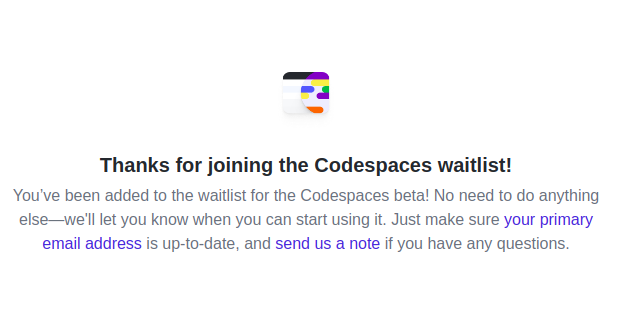 Thanks for joining the Codespaces waitlist!
You’ve been added to the waitlist for the Codespaces beta! No need to do anything
else—we'll let you know when you can start using it. Just make sure your primary
email address is up-to-date, and send us a note if you have any questions.